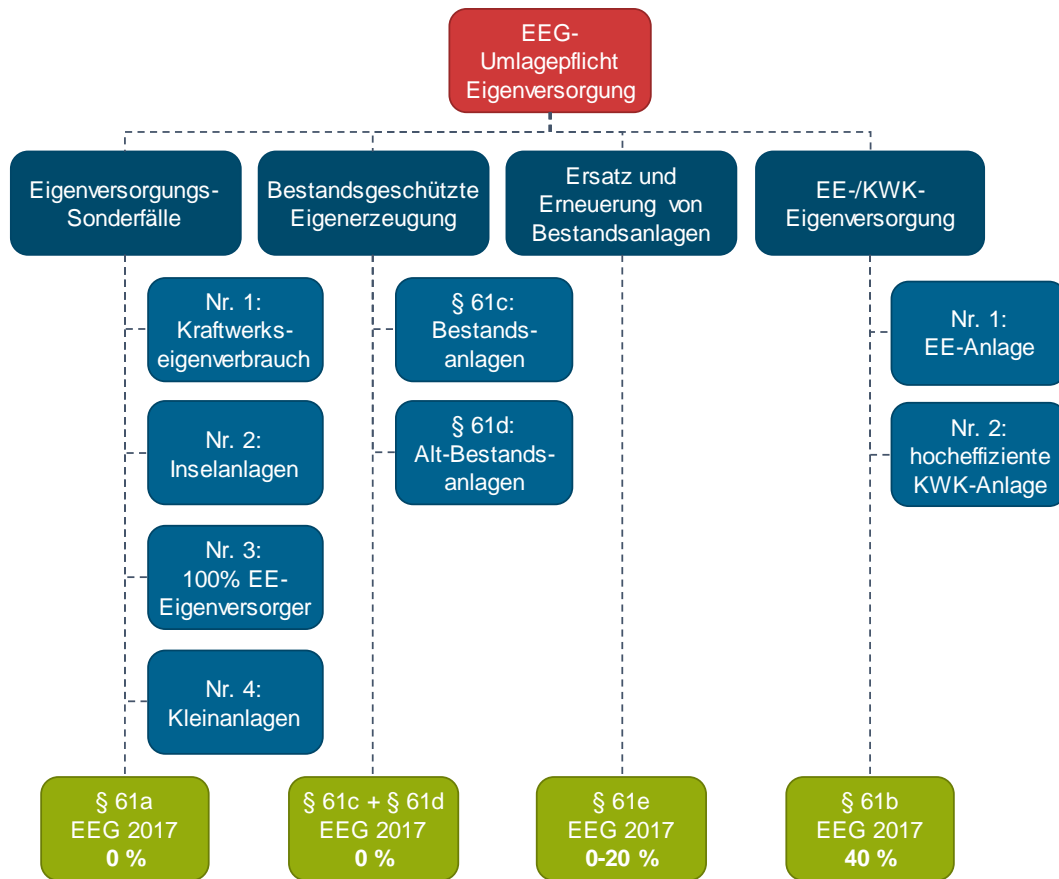 EEG-
Umlagepflicht
Eigenversorgung
Eigenversorgungs-
Sonderfälle
Bestandsgeschützte
Eigenerzeugung
Ersatz und
Erneuerung von
Bestandsanlagen
EE-/KWK-
Eigenversorgung
Nr. 1:
Kraftwerks-
eigenverbrauch
Nr. 2:
Inselanlagen
Nr. 3:
100% EE-
Eigenversorger
Nr. 4:
Kleinanlagen
§ 61c:
Bestands-
anlagen
§ 61d:
Alt-Bestands-
anlagen
Nr. 1:
EE-Anlage
Nr. 2:
hocheffiziente
KWK-Anlage
§ 61a
EEG 2017
0 %
§ 61c + § 61d
EEG 2017
0 %
§ 61e
EEG 2017
0-20 %
§ 61b
EEG 2017
40 %